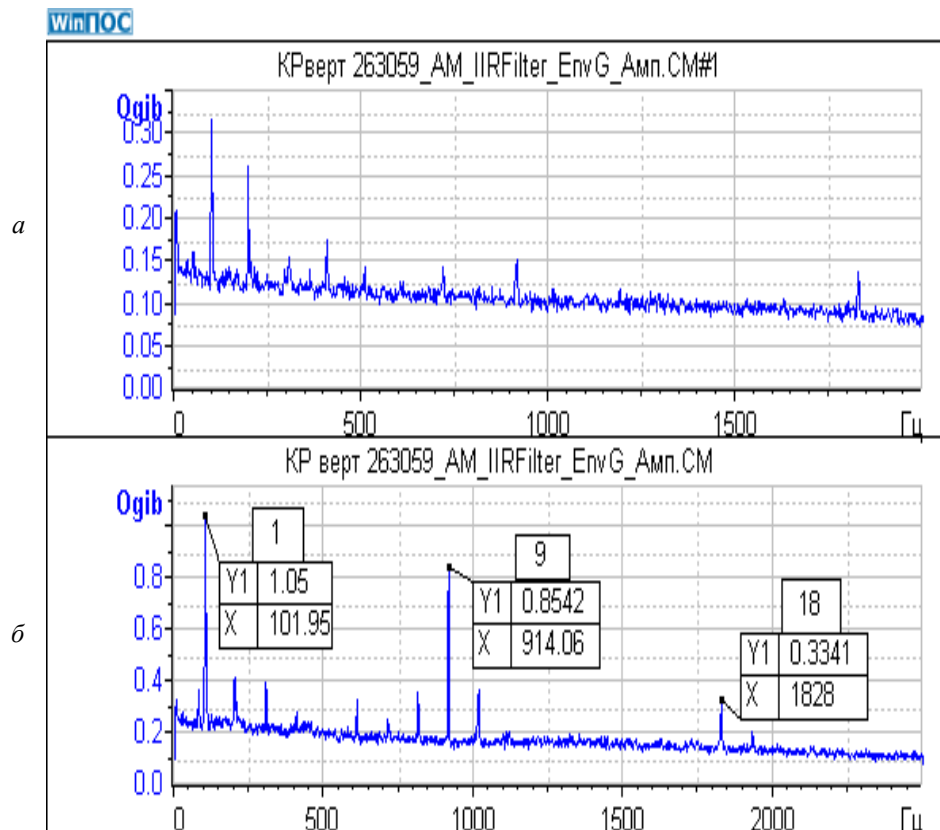 WinПОС
КРверт 263059_AM_IIRFilter_EnvG_Амп.СМ#1
Ogib
0.30
0.25
0.20
0.15
0.10
0.05
0.00
0 500 1000 1500 Гц
а
КР верт 263059_AM_IIRFilter_EnvG_Амп.СМ
Ogib
0.8
0.6
0.4
0.2
0.0
1
Y1 1.05
X 101.95
9
Y1 0.8542
X 914.06
18
Y1 0.3341
X 1828
0 500 1000 1500 2000 Гц
б